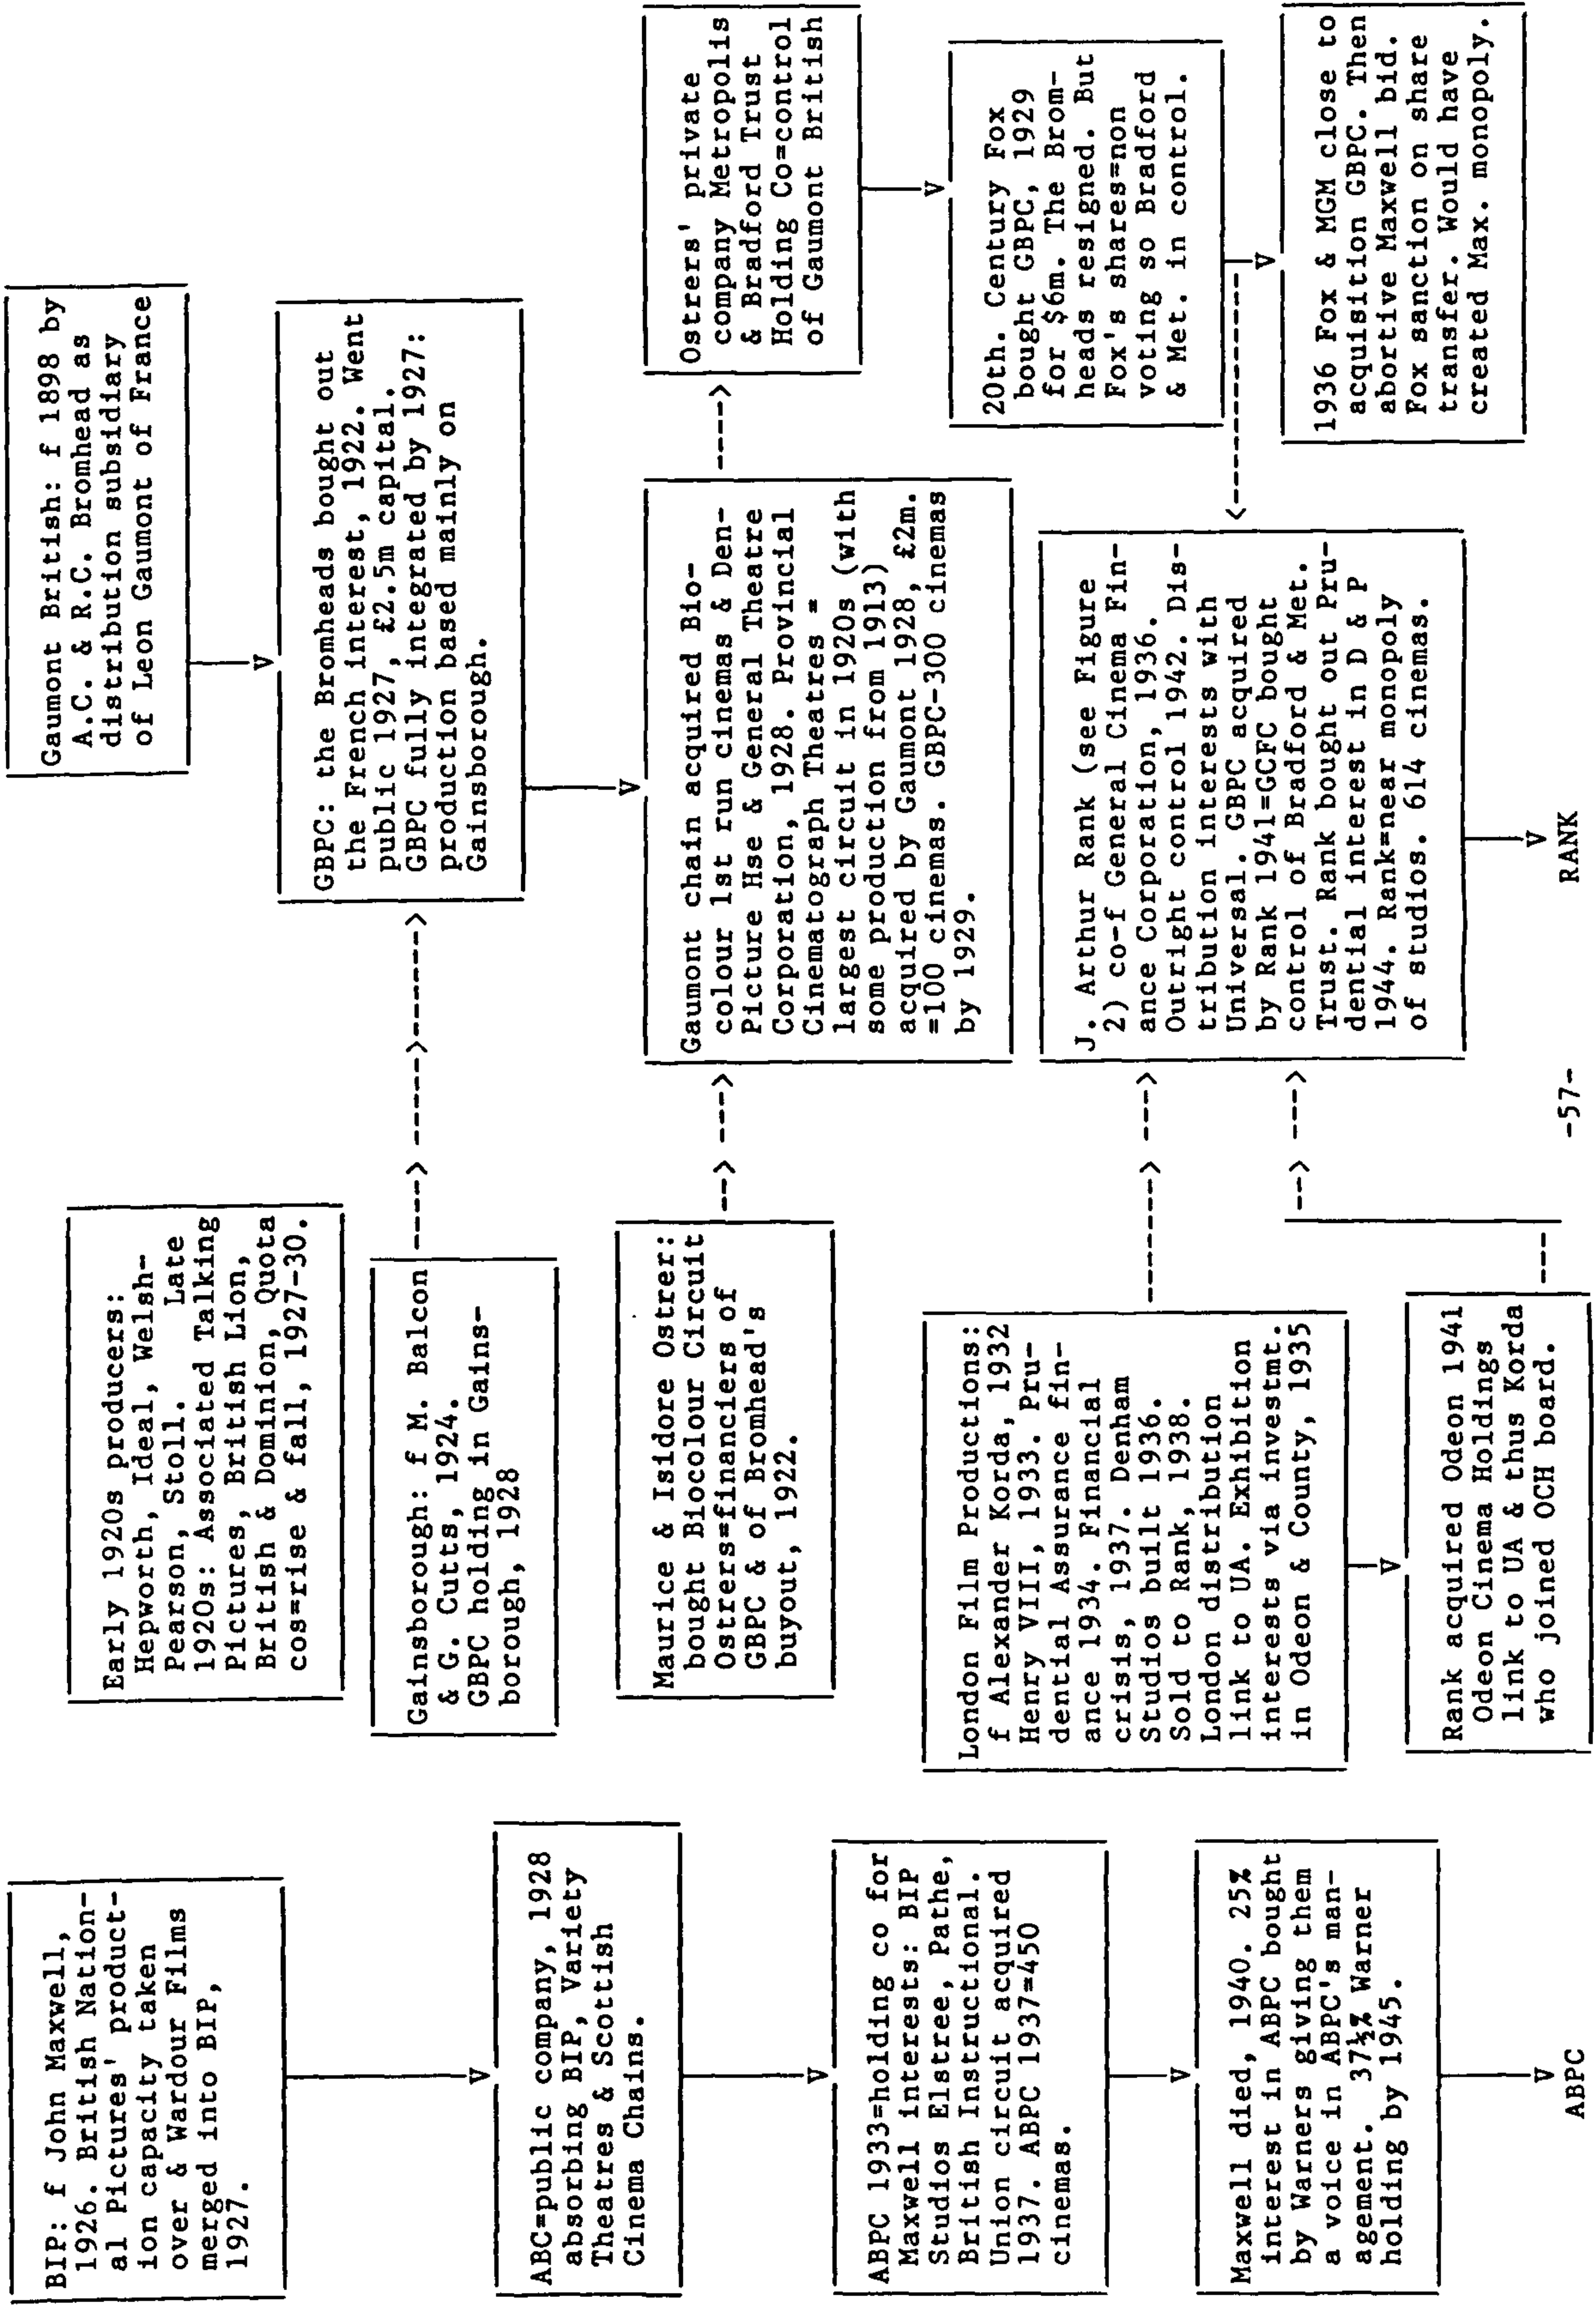 BIP: f John Maxwell,
1926. British Nation-
al Pictures' product-
ion capacity taken
over & Wardour Films
merged into BIP,
1927.
V
ABC=public company, 1928
absorbing BIP, Variety
Theatres & Scottish
Cinema Chains.
V
ABPC 1933=holding co for
Maxwell interests: BIP
Studios Elstree, Pathe,
British Instructional.
Union circuit acquired
1937. ABPC 1937=450
cinemas.
V
Maxwell died, 1940. 25%
interest in ABPC bought
by Warners giving them
a voice in ABPC's man-
agement. 37½% Warner
holding by 1945.
V
ABPC
Early 1920s producers:
Hepworth, Ideal, Welsh-
Pearson, Stoll. Late
1920s: Associated Talking
Pictures, British Lion,
British & Dominion, Quota
cos=rise & fall, 1927-30.
Gainsborough: f M. Balcon ----> ------>------>
& G. Cutts, 1924.
GBPC holding in Gains-
borough, 1928
Maurice & Isidore Ostrer:
bought Biocolour Circuit
Ostrers=financiers of --> --->
GBPC & of Bromhead's
buyout, 1922.
London Film Productions:
f Alexander Korda, 1932
Henry VIII, 1933. Pru-
dential Assurance fin-
ance 1934. Financial
crisis, 1937. Denham --------> --->
Studios built 1936.
Sold to Rank, 1938.
London distribution
link to UA. Exhibition
interests via investmt. --> --->
in Odeon & County, 1935
V
Rank acquired Odeon 1941
Odeon Cinema Holdings
link to UA & thus Korda
who joined OCH board. ---
Gaumont British: f 1898 by
A.C. & R.C. Bromhead as
distribution subsidiary
of Leon Gaumont of France
V
GBPC: the Bromheads bought out
the French interest, 1922. Went
public 1927, £2.5m capital.
GBPC fully integrated by 1927:
production based mainly on
Gainsborough.
V
Gaumont chain acquired Bio-
colour 1st run cinemas & Den-
Picture Hse & General Theatre ---->
Corporation, 1928. Provincial
Cinematograph Theatres =
largest circuit in 1920s (with
some production from 1913)
acquired by Gaumont 1928, £2m.
=100 cinemas. GBPC-300 cinemas
by 1929.
J. Arthur Rank (see Figure
2) co-f General Cinema Fin-
ance Corporation, 1936.
Outright control 1942. Dis-
tribution interests with
Universal. GBPC acquired <----------
by Rank 1941=GCFC bought
control of Bradford & Met.
Trust. Rank bought out Pru-
dential interest in D & P
1944. Rank=near monopoly
of studios. 614 cinemas.
V
RANK
Ostrers' private
company Metropolis
& Bradford Trust
Holding Co=control
of Gaumont British
V
20th. Century Fox
bought GBPC, 1929
for $6m. The Brom-
heads resigned. But
Fox's shares=non
voting so Bradford
& Met. in control.
V
1936 Fox & MGM close to
acquisition GBPC. Then
abortive Maxwell bid.
Fox sanction on share
transfer. Would have
created Max. monopoly.
-57-